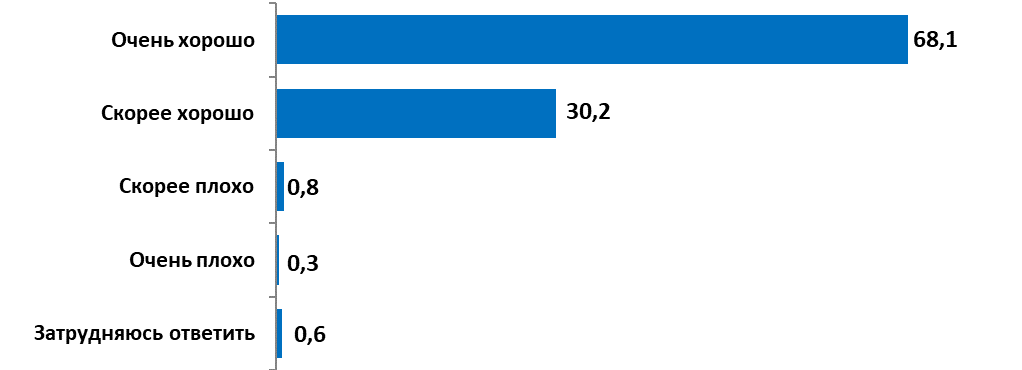 Очень хорошо 68,1
Скорее хорошо 30,2
Скорее плохо 0,8
Очень плохо 0,3
Затрудняюсь ответить 0,6